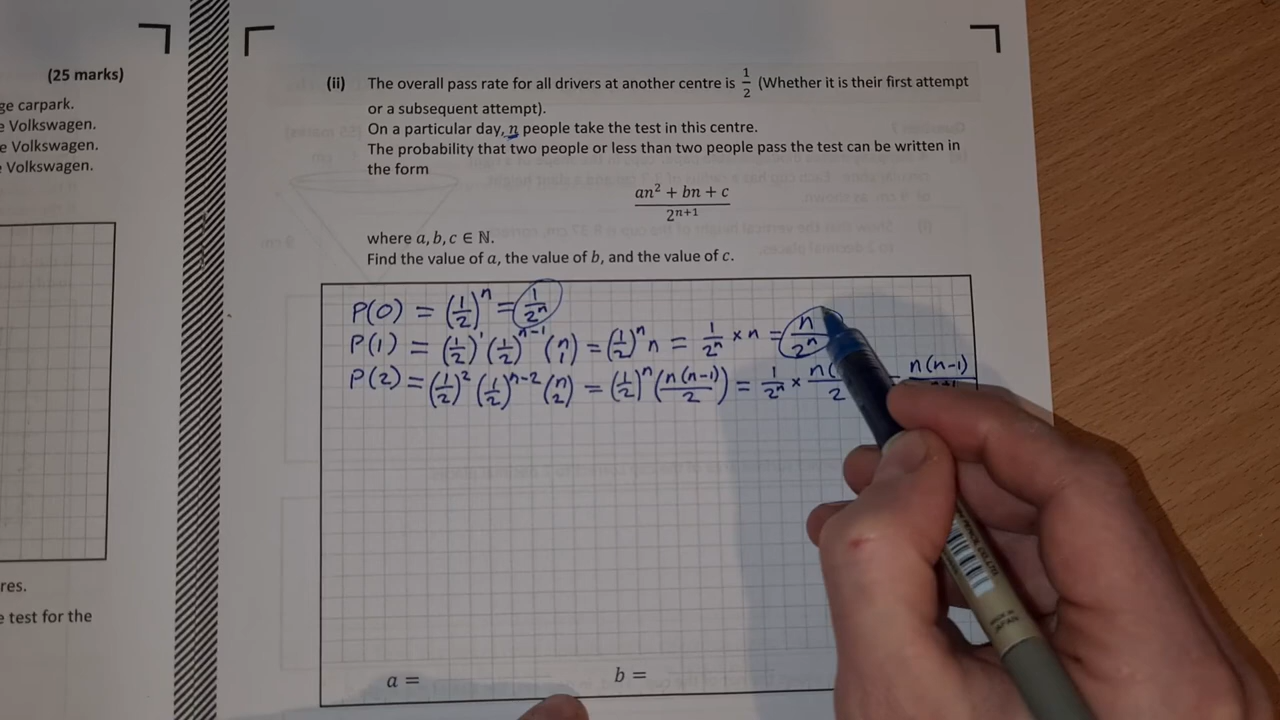 (25 marks)
ge carpark.
e Volkswagen.
e Volkswagen.
e Volkswagen.
res.
e test for the
(ii) The overall pass rate for all drivers at another centre is 1/2 (Whether it is their first attempt
or a subsequent attempt).
On a particular day, n people take the test in this centre.
The probability that two people or less than two people pass the test can be written in
the form
(an² + bn + c)/2ⁿ⁺¹
where a, b, c ∈ ℕ.
Find the value of a, the value of b, and the value of c.
P(0) = (1/2)ⁿ = 1/2ⁿ
P(1) = (1/2)¹ (1/2)ⁿ⁻¹ (n 1) = (1/2)ⁿ n = 1/2ⁿ × n = n/2ⁿ
P(2) = (1/2)² (1/2)ⁿ⁻² (n 2) = (1/2)ⁿ (n(n-1)/2) = 1/2ⁿ × n(/2 = n(n-1)
a =
b =